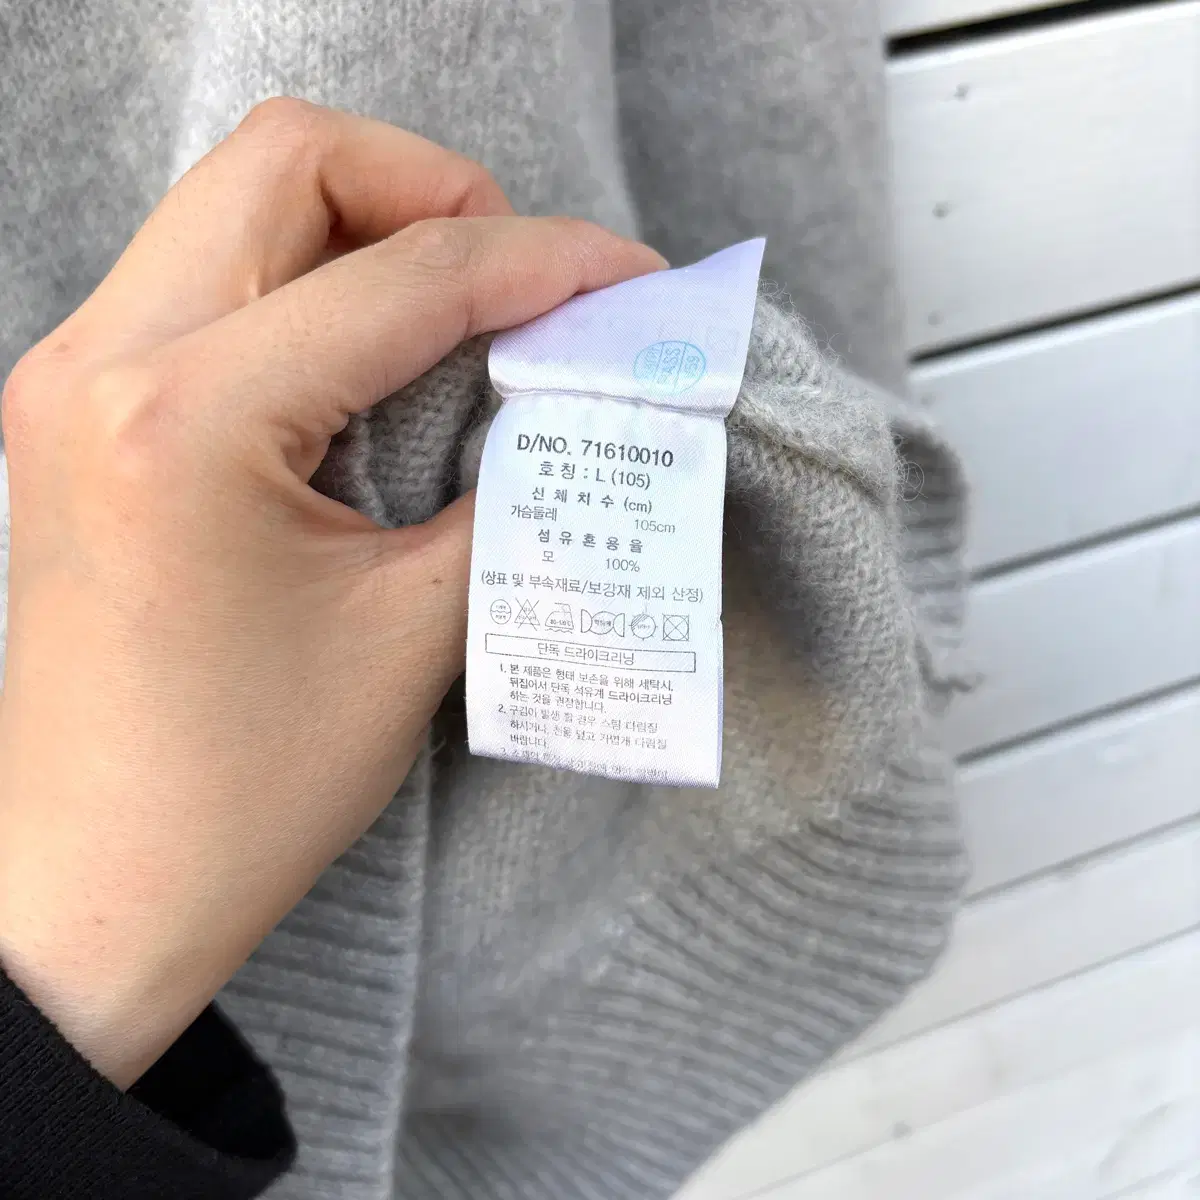 PASS
D/NO. 71610010
호 칭 : L (105)
신 체 치 수 (cm)
가슴둘레 105cm
섬 유 혼 용 율
모 100%
(상표 및 부속재료/보강재 제외 산정)
단독 드라이크리닝
1. 본 제품은 형태 보손을 위해 세탁시,
뒤집어서 단독 석유계 드라이크리닝
하는 것을 권장합니다.
2. 구김이 발생 할 경우 스팀 다림질
하시거나, 천을 덮고 가볍게 다림질
바랍니다.